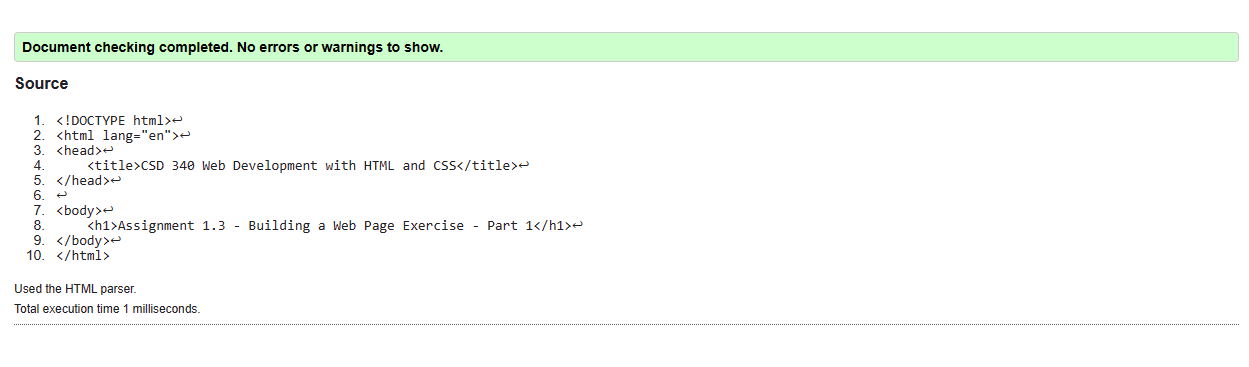 Document checking completed. No errors or warnings to show.
Source
1. <!DOCTYPE html>↩
2. <html lang="en">↩
3. <head>↩
4.     <title>CSD 340 Web Development with HTML and CSS</title>↩
5. </head>↩
6. ↩
7. <body>↩
8.     <h1>Assignment 1.3 - Building a Web Page Exercise - Part 1</h1>↩
9. </body>↩
10. </html>
Used the HTML parser.
Total execution time 1 milliseconds.